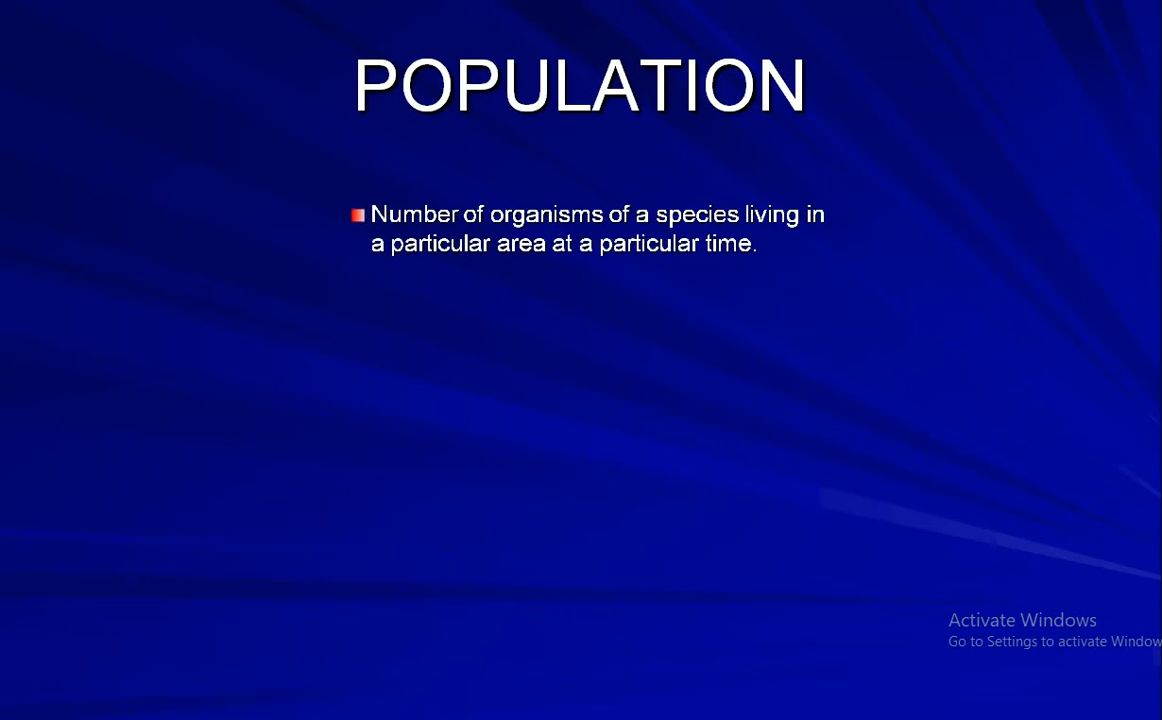 POPULATION
Number of organisms of a species living in
a particular area at a particular time.
Activate Windows
Go to Settings to activate Window